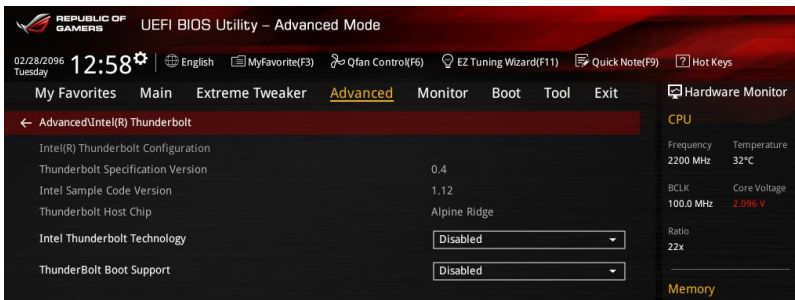 REPUBLIC OF
GAMERS
UEFI BIOS Utility – Advanced Mode
02/28/2096
Tuesday
12:58
English
MyFavorite(F3)
Qfan Control(F6)
EZ Tuning Wizard(F11)
Quick Note(F9)
? Hot Keys
My Favorites Main Extreme Tweaker Advanced Monitor Boot Tool Exit
← Advanced\Intel(R) Thunderbolt
Intel(R) Thunderbolt Configuration
Thunderbolt Specification Version 0.4
Intel Sample Code Version 1.12
Thunderbolt Host Chip Alpine Ridge
Intel Thunderbolt Technology Disabled
ThunderBolt Boot Support Disabled
Hardware Monitor
CPU
Frequency Temperature
2200 MHz 32°C
BCLK Core Voltage
100.0 MHz 2.096 V
Ratio
22x
Memory